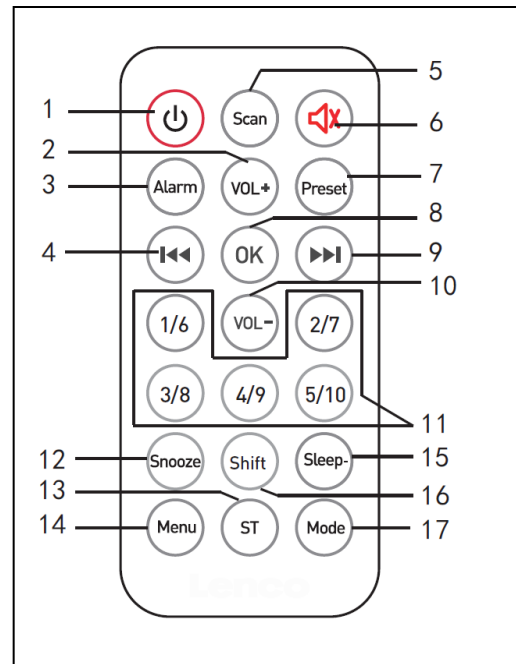 5
1
Scan
6
2
Alarm
VOL+
Preset
7
3
8
4
OK
9
10
1/6
VOL-
2/7
3/8
4/9
5/10
11
12
Snooze
Shift
Sleep-
15
13
16
14
Menu
ST
Mode
17
Lenco